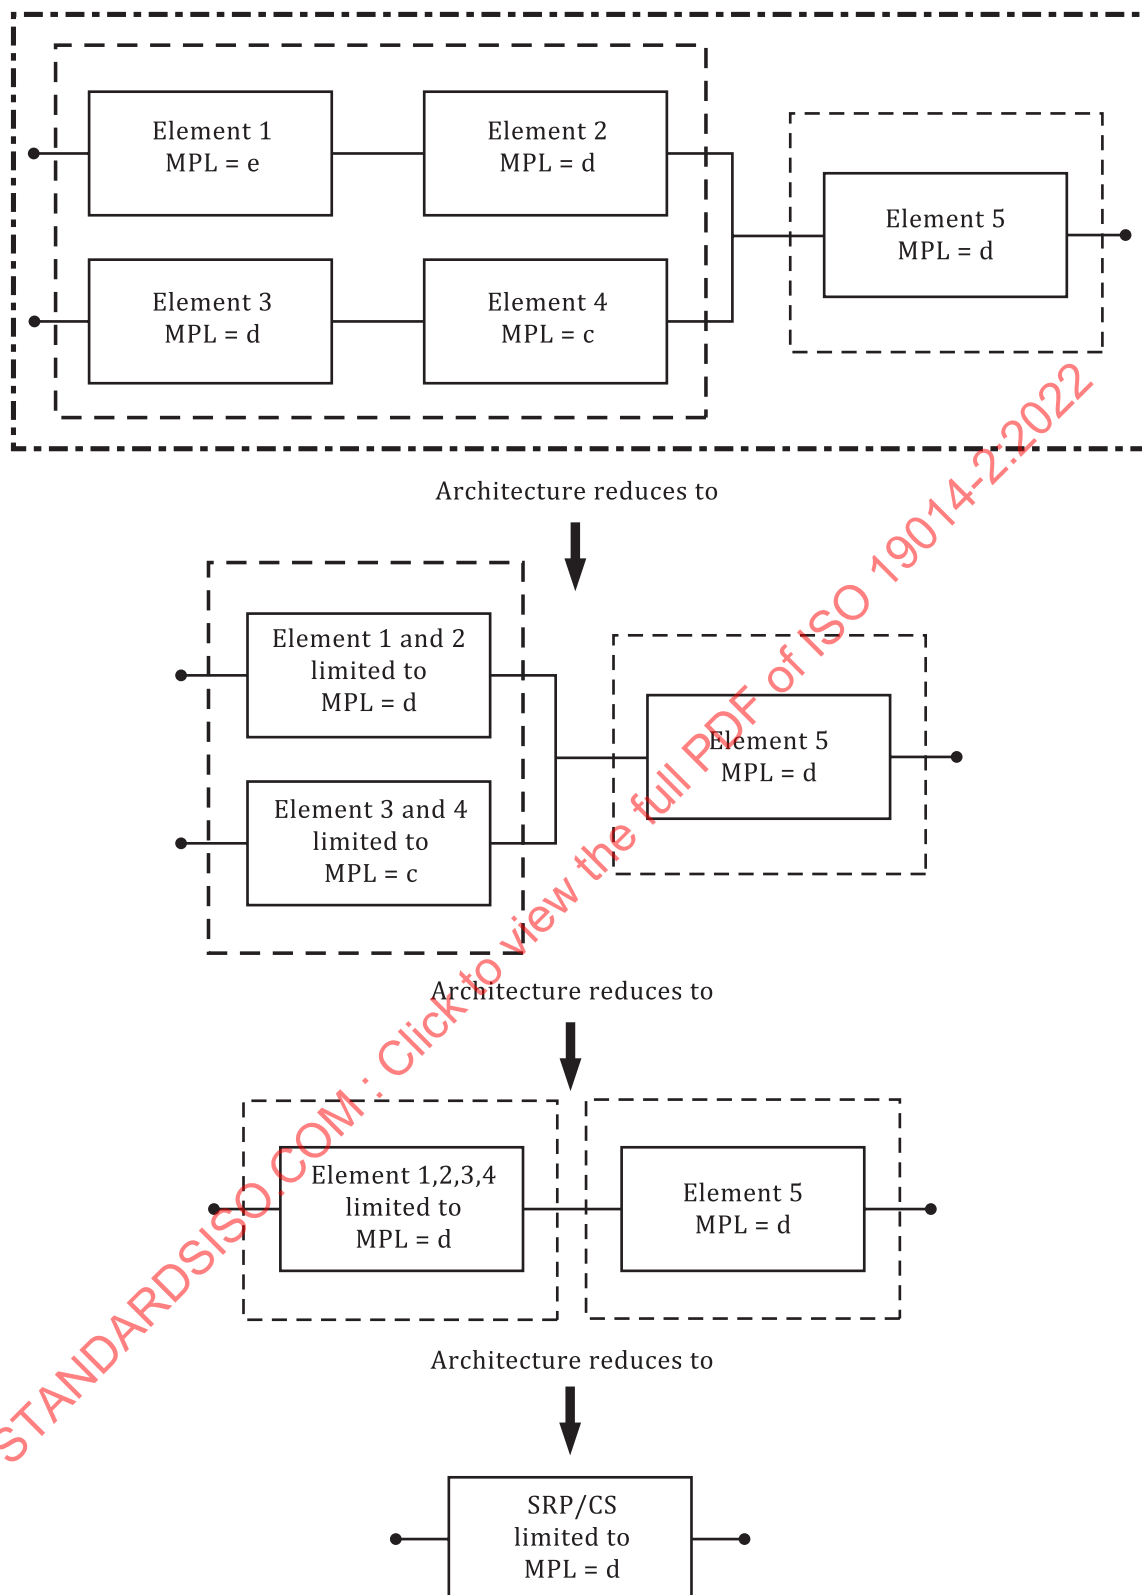 Element 1
MPL = e
Element 2
MPL = d
Element 3
MPL = d
Element 4
MPL = c
Element 5
MPL = d
Architecture reduces to
Element 1 and 2
limited to
MPL = d
Element 3 and 4
limited to
MPL = c
Element 5
MPL = d
Architecture reduces to
Element 1,2,3,4
limited to
MPL = d
Element 5
MPL = d
Architecture reduces to
SRP/CS
limited to
MPL = d
STANDARDSISO.COM : Click to view the full PDF of ISO 19014-2:2022